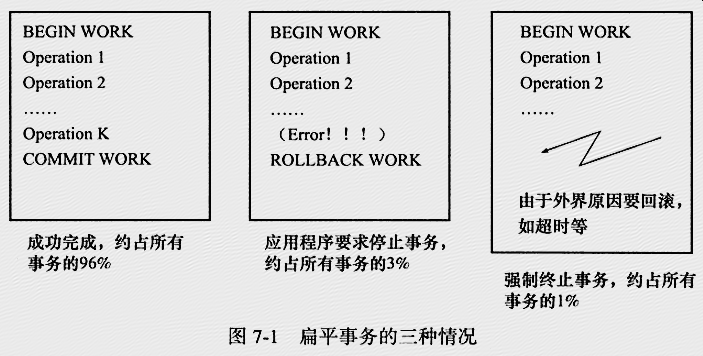 BEGIN WORK
Operation 1
Operation 2
……
Operation K
COMMIT WORK
成功完成，约占所有
事务的96%
BEGIN WORK
Operation 1
Operation 2
……
（Error！！！）
ROLLBACK WORK
应用程序要求停止事务，
约占所有事务的3%
BEGIN WORK
Operation 1
Operation 2
……
由于外界原因要回滚，
如超时等
强制终止事务，约占所有
事务的1%
图 7-1 扁平事务的三种情况